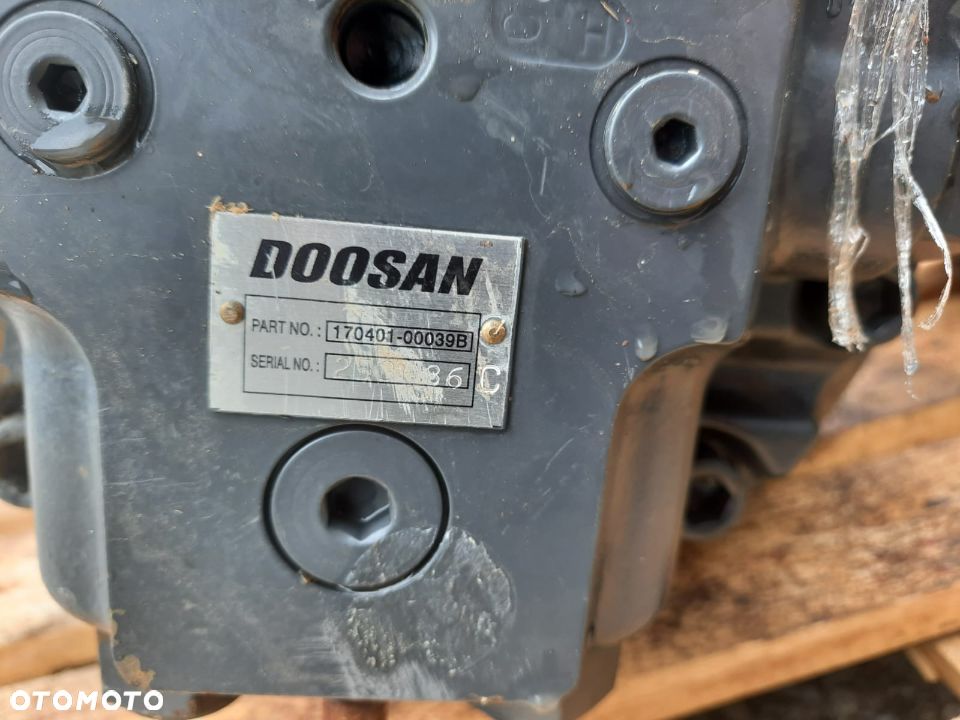 DOOSAN
PART NO. : 170401-00039B
SERIAL NO. :
OTOMOTO